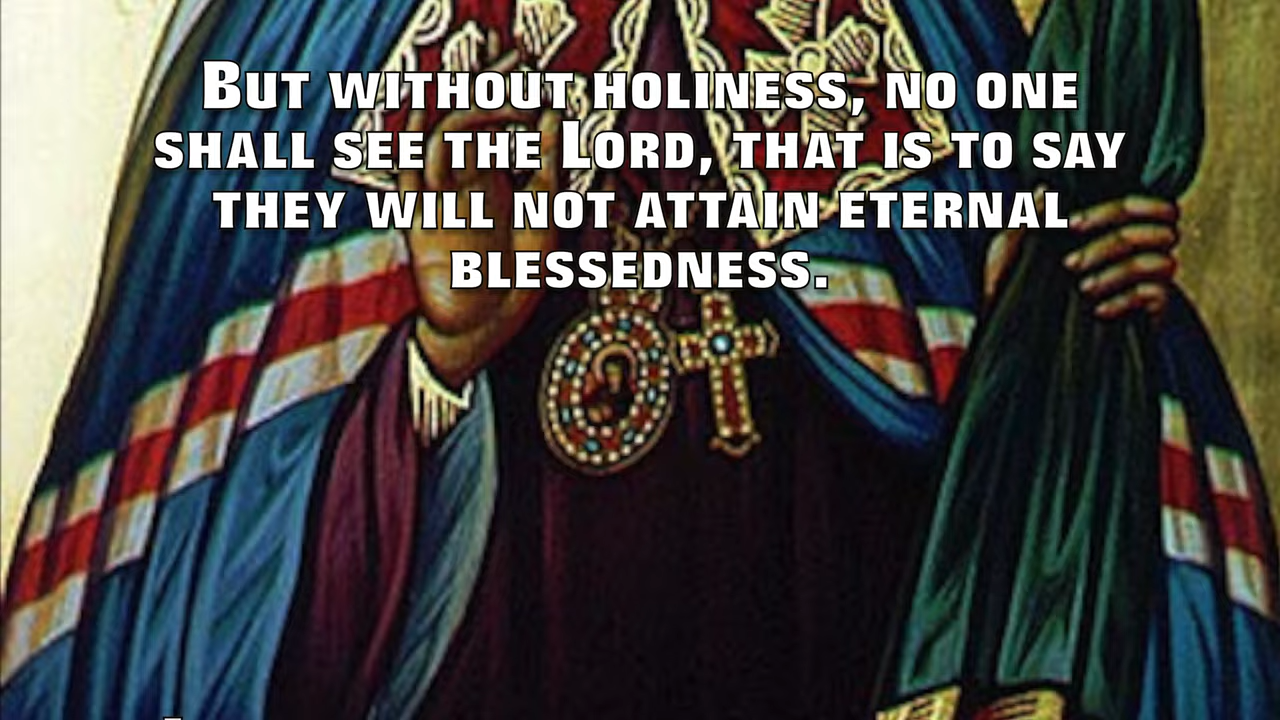 But without holiness, no one
shall see the Lord, that is to say
they will not attain eternal
blessedness.